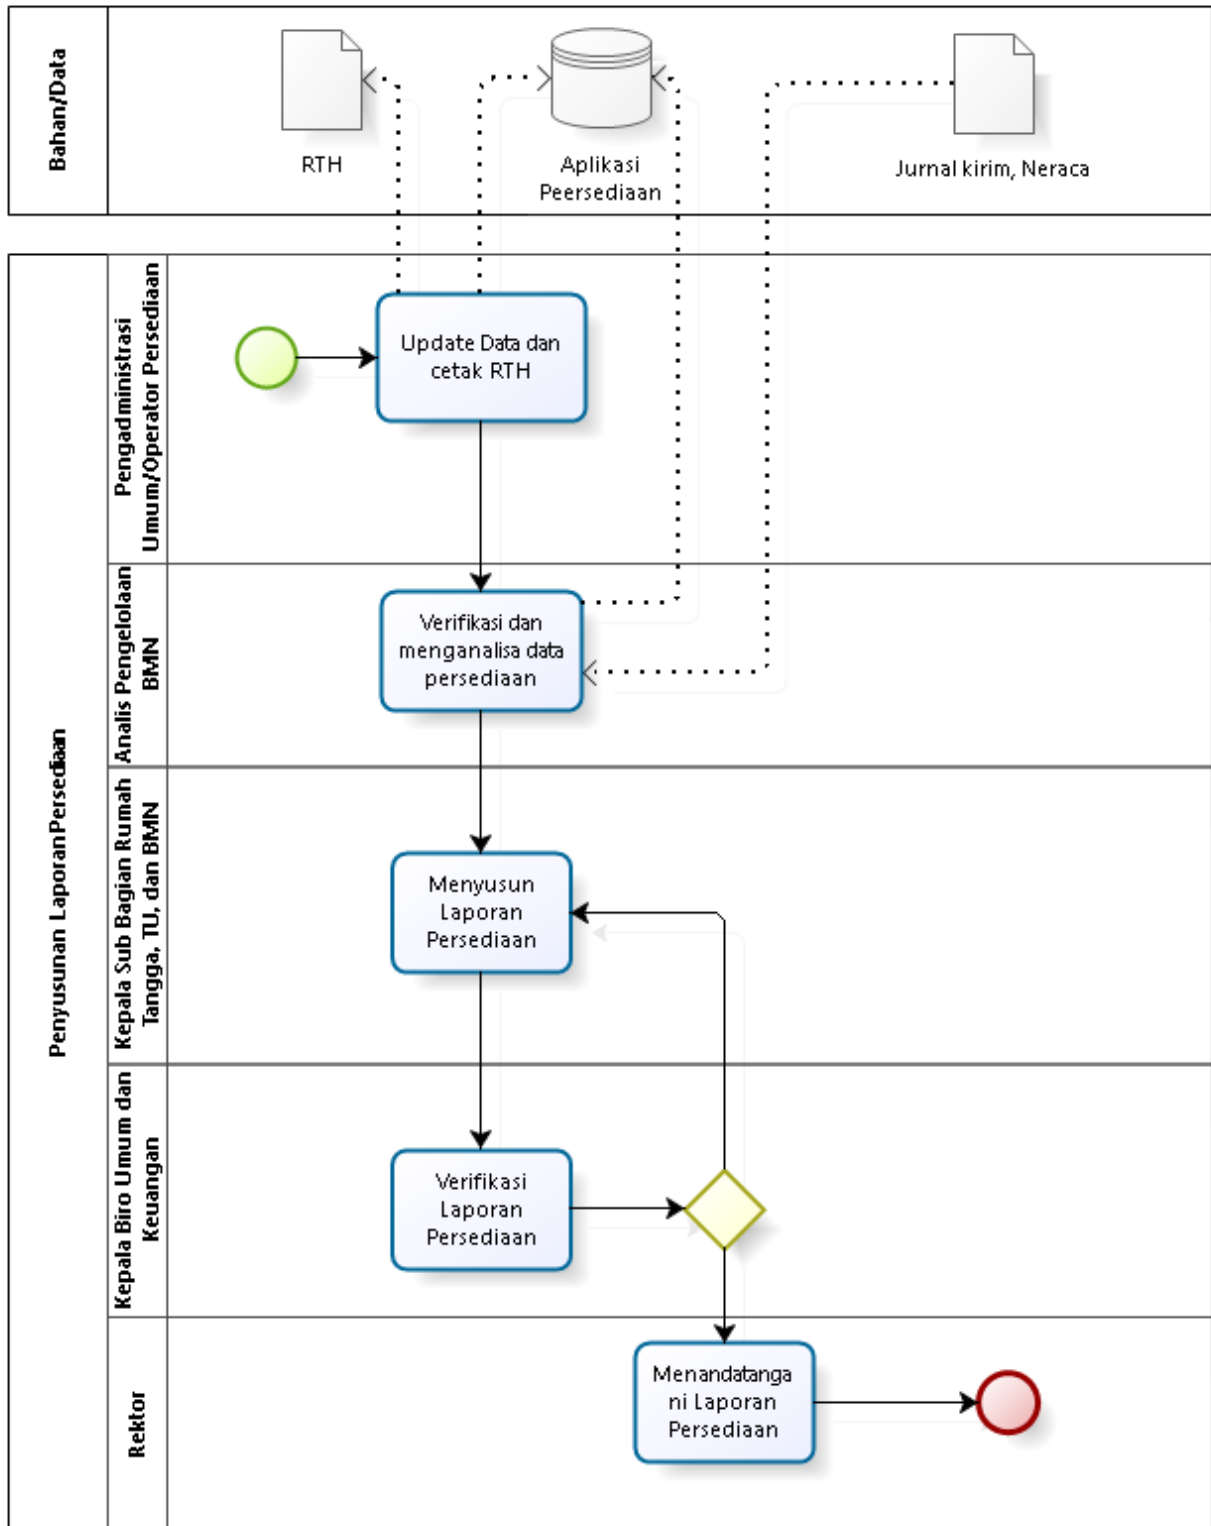 Bahan/Data
RTH
Aplikasi
Peersediaan
Jurnal kirim, Neraca
Penyusunan Laporan Persediaan
Pengadministrasi
Umum/Operator Persediaan
Update Data dan
cetak RTH
Analis Pengelolaan
BMN
Verifikasi dan
menganalisa data
persediaan
Kepala Sub Bagian Rumah
Tangga, TU, dan BMN
Menyusun
Laporan
Persediaan
Kepala Biro Umum dan
Keuangan
Verifikasi
Laporan
Persediaan
Rektor
Menandatanga
ni Laporan
Persediaan